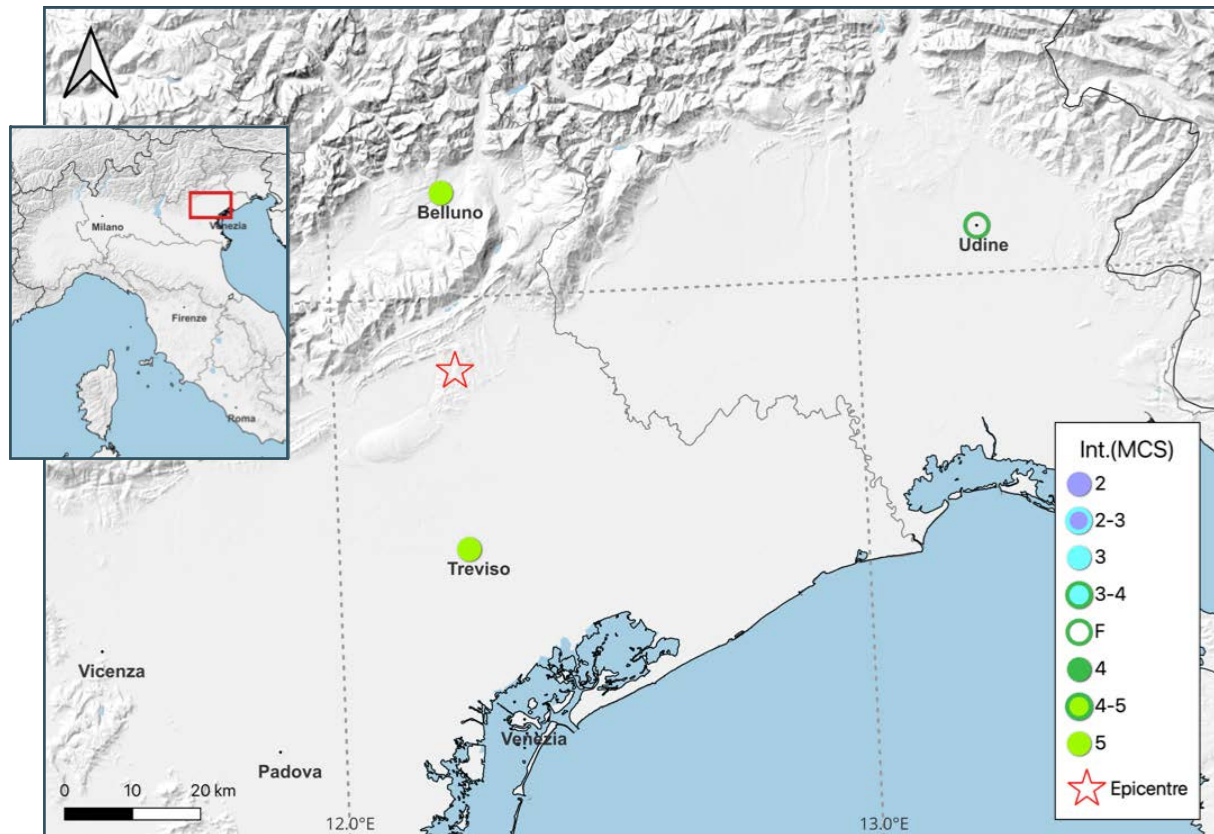 Belluno
Udine
Milano
Venezia
Firenze
Roma
Treviso
Vicenza
Padova
Venezia
0 10 20 km
12.0°E
13.0°E
Int.(MCS)
2
2-3
3
3-4
F
4
4-5
5
Epicentre